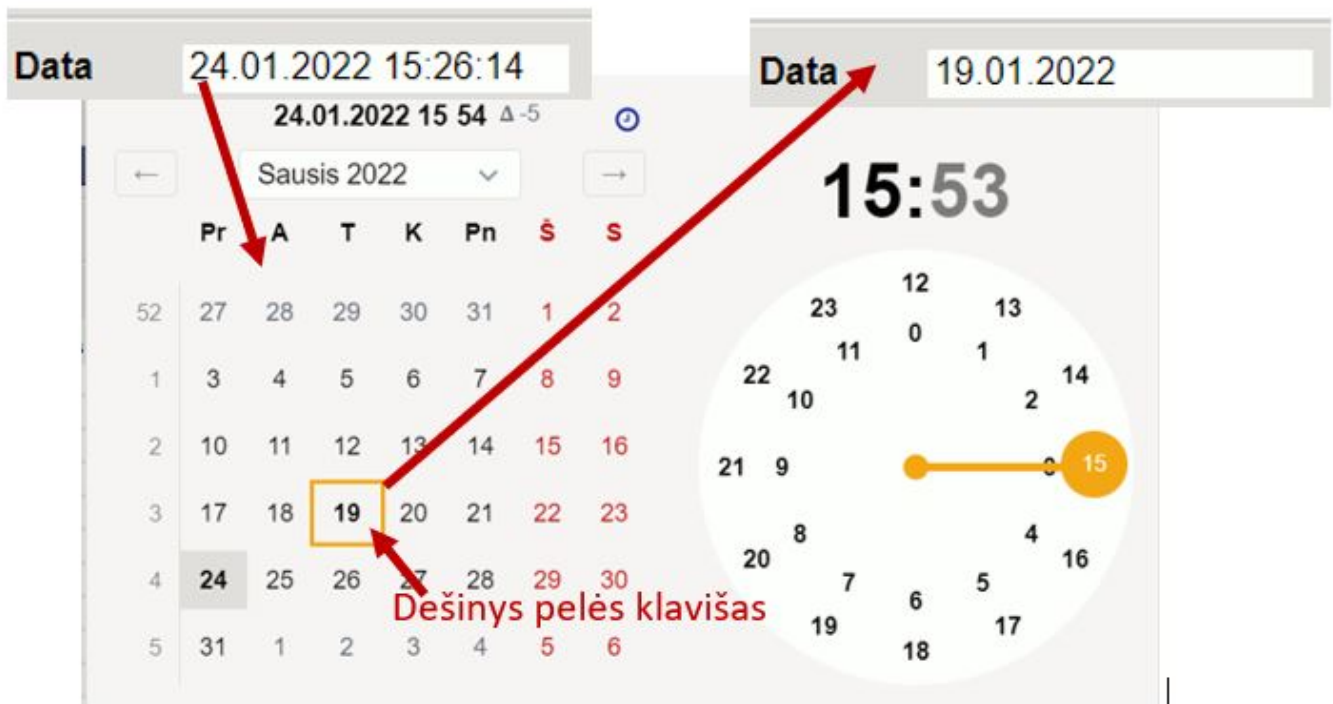 Data 24.01.2022 15:26:14
Data 19.01.2022
24.01.2022 15 54 Δ -5
← Sausis 2022 →
15:53
Pr A T K Pn Š S
52 27 28 29 30 31 1 2
1 3 4 5 6 7 8 9
2 10 11 12 13 14 15 16
3 17 18 19 20 21 22 23
4 24 25 26 27 28 29 30
5 31 1 2 3 4 5 6
Dešinys pelės klavišas
12
23 13
0
11 1
22 14
10 2
21 9 3 15
8 4
20 16
7 5
6
19 17
18